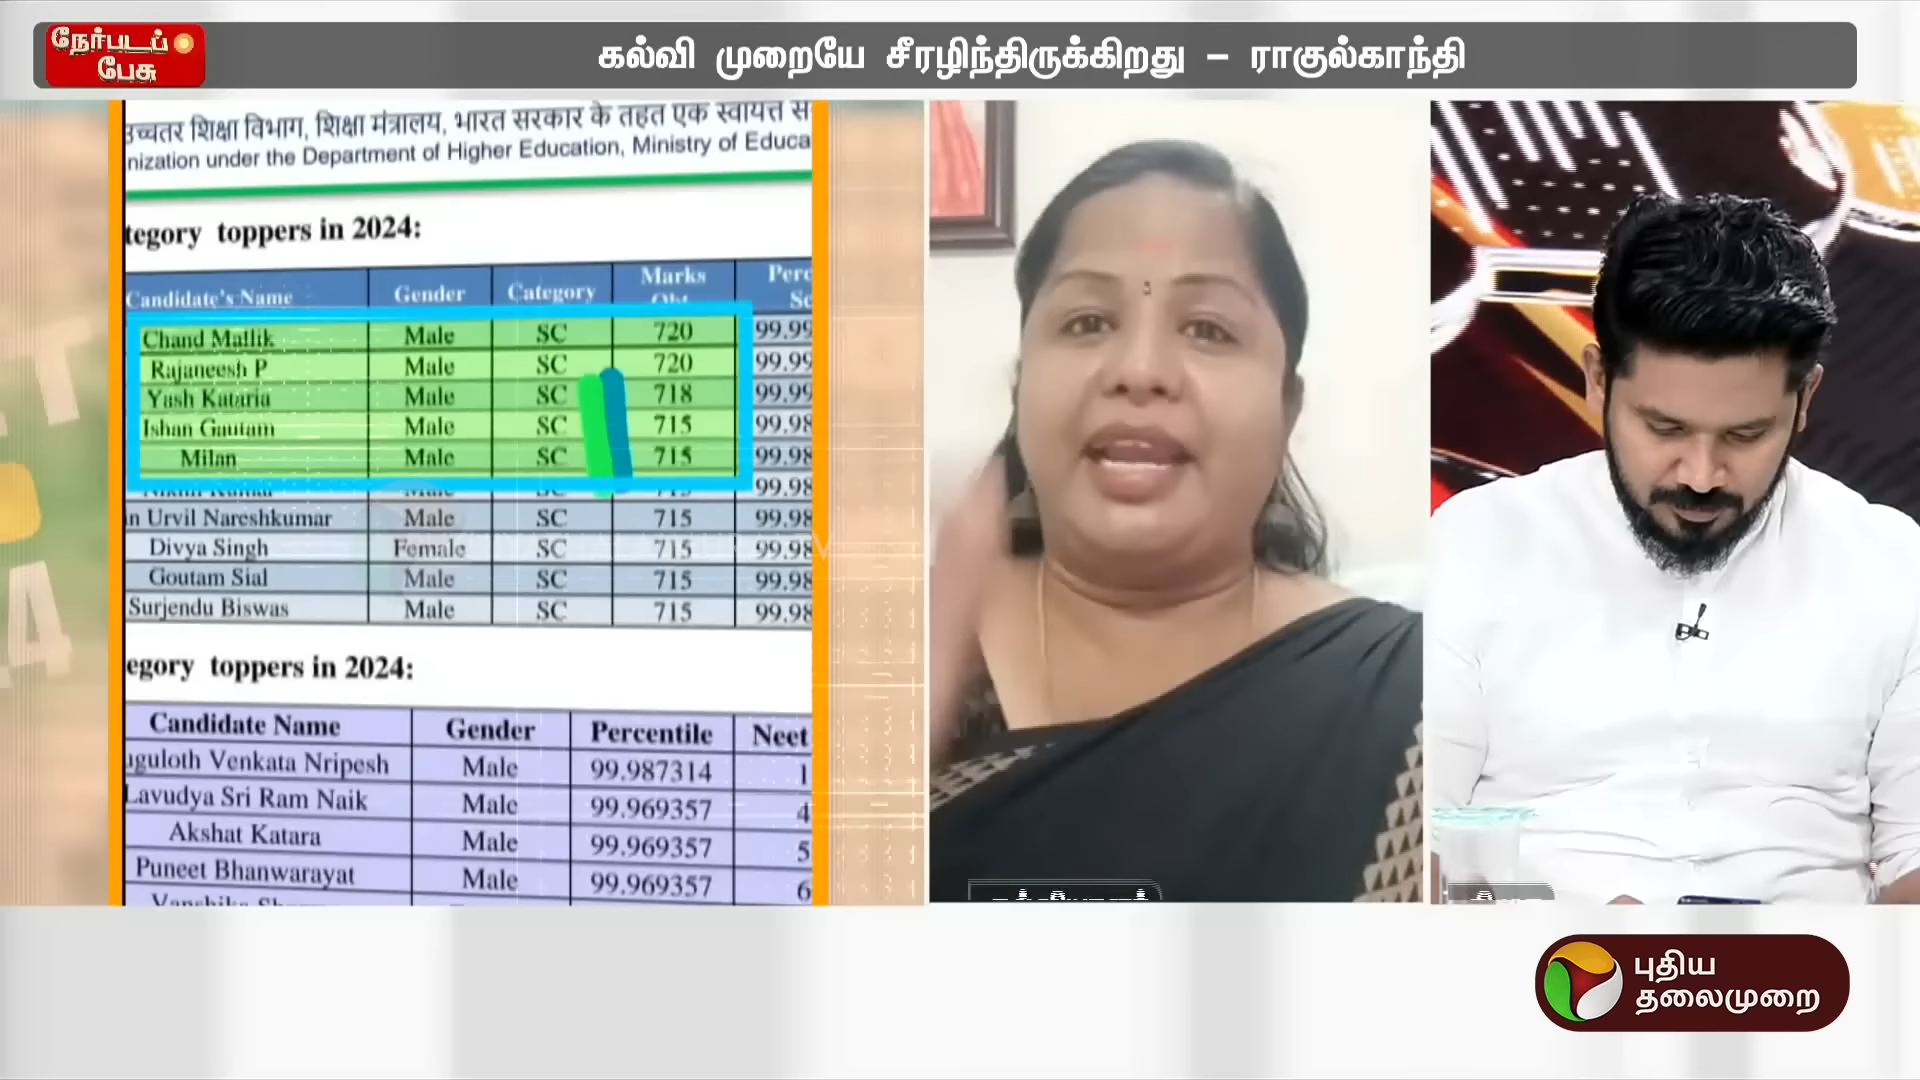 நேர்படப்
பேசு
கல்வி முறையே சீரழிந்திருக்கிறது – ராகுல்காந்தி
उच्चतर शिक्षा विभाग, शिक्षा मंत्रालय, भारत सरकार के तहत एक स्वायत्त
nization under the Department of Higher Education, Ministry of Educa
tegory toppers in 2024:
Candidate's Name Gender Category Marks
Chand Mallik Male SC 720 99.99
Rajaneesh P Male SC 720 99.99
Yash Kataria Male SC 718 99.99
Ishan Gautam Male SC 715 99.98
Milan Male SC 715 99.98
99.98
n Urvil Nareshkumar Male SC 715 99.98
Divya Singh Female SC 715 99.98
Goutam Sial Male SC 715 99.98
Surjendu Biswas Male SC 715 99.98
egory toppers in 2024:
Candidate Name Gender Percentile Neet
uguloth Venkata Nripesh Male 99.987314 1
Lavudya Sri Ram Naik Male 99.969357 4
Akshat Katara Male 99.969357 5
Puneet Bhanwarayat Male 99.969357 6
புதிய
தலைமுறை